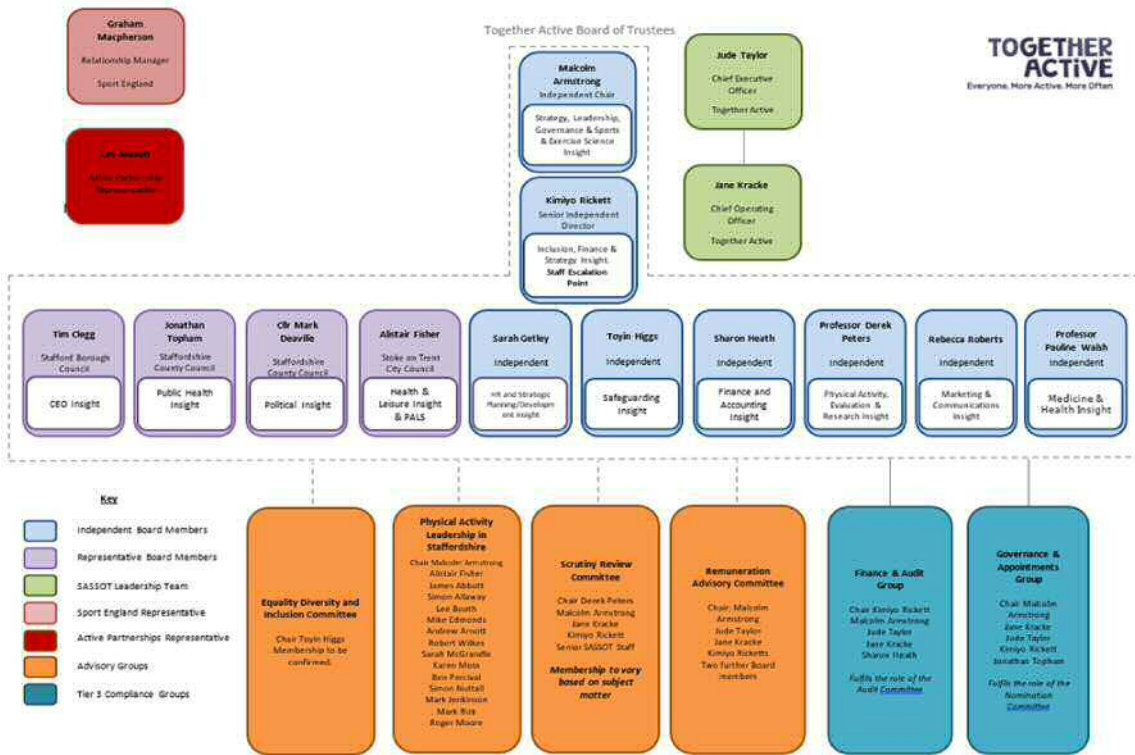 Graham
Macpherson
Relationship Manager
Sport England
Together Active Board of Trustees
Malcolm
Armstrong
Independent Chair
Strategy, Leadership,
Governance & Sports
& Exercise Science
Insight
Jude Taylor
Chief Executive
Officer
Together Active
TOGETHER
ACTIVE
Everyone. More Active. More Often
Kimiyo Rickett
Senior Independent
Director
Inclusion, Finance &
Strategy Insight.
Staff Escalation
Point
Jane Kracke
Chief Operating
Officer
Together Active
Tim Clegg
Stafford Borough
Council
CEO Insight
Jonathan
Topham
Staffordshire
County Council
Public Health
Insight
Cllr Mark
Deaville
Staffordshire
County Council
Political Insight
Alistair Fisher
Stoke on Trent
City Council
Health &
Leisure Insight
& PALS
Sarah Getley
Independent
HR and Strategic
Planning/Developm
ent Insight
Toyin Higgs
Independent
Safeguarding
Insight
Sharon Heath
Independent
Finance and
Accounting
Insight
Professor Derek
Peters
Independent
Physical Activity,
Evaluation &
Research Insight
Rebecca Roberts
Independent
Marketing &
Communications
Insight
Professor
Pauline Walsh
Independent
Medicine &
Health Insight
Key
Independent Board Members
Representative Board Members
SASSOT Leadership Team
Sport England Representative
Active Partnerships Representative
Advisory Groups
Tier 3 Compliance Groups
Equality Diversity and
Inclusion Committee
Chair Toyin Higgs
Membership to be
confirmed.
Physical Activity
Leadership in
Staffordshire
Chair Malcolm Armstrong
Alistair Fisher
James Abbott
Simon Allaway
Lee Booth
Mike Edmonds
Andrew Arnott
Robert Wilkes
Sarah McGrandle
Karen Moss
Ben Percival
Simon Nuttall
Mark Jenkinson
Mark Rizk
Roger Moore
Scrutiny Review
Committee
Chair Derek Peters
Malcolm Armstrong
Jane Kracke
Kimiyo Rickett
Senior SASSOT Staff
Membership to vary
based on subject
matter
Remuneration
Advisory Committee
Chair: Malcolm
Armstrong
Jude Taylor
Jane Kracke
Kimiyo Ricketts
Two further Board
members
Finance & Audit
Group
Chair Kimiyo Rickett
Malcolm Armstrong
Jude Taylor
Jane Kracke
Sharon Heath
Fulfils the role of the
Audit Committee
Governance &
Appointments
Group
Chair Malcolm
Armstrong
Jane Kracke
Jude Taylor
Kimiyo Rickett
Jonathan Topham
Fulfils the role of the
Nomination
Committee